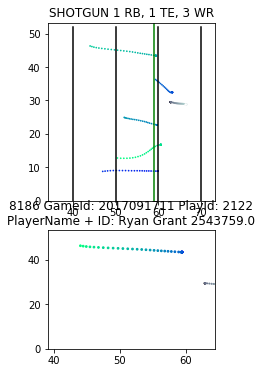 SHOTGUN 1 RB, 1 TE, 3 WR
50
40
30
20
10
0
40 50 60 70
8186 GameId: 2017091711 PlayId: 2122
PlayerName + ID: Ryan Grant 2543759.0
40
20
0
40 50 60